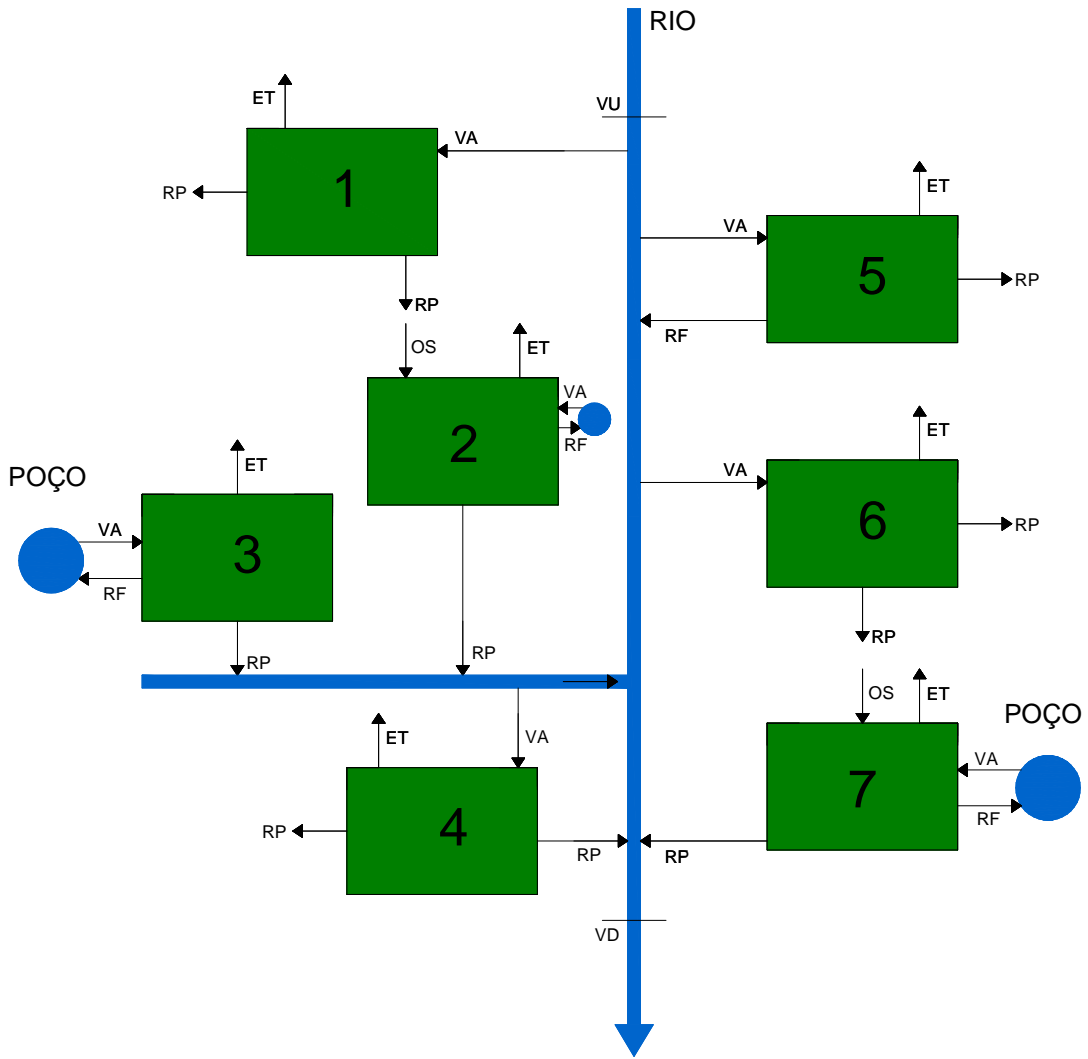 RIO
ET
VU
VA
1
RP
ET
VA
5
RP
RP
RF
OS
ET
VA
2
RF
ET
VA
6
RP
ET
POÇO
VA
3
RF
RP
RP
RP
OS
ET
POÇO
ET
VA
VA
7
RF
4
RP
RP
RP
VD